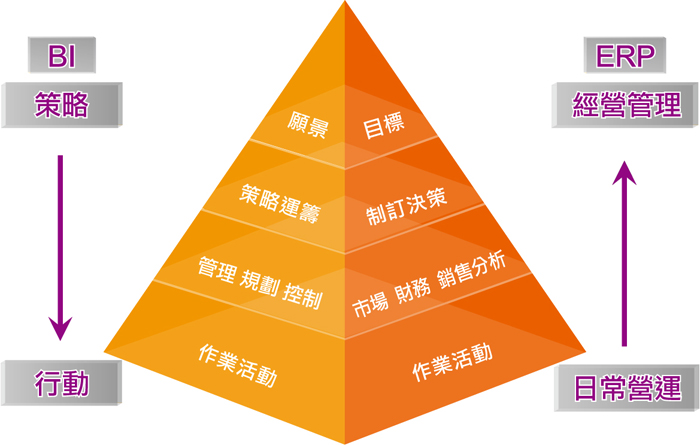 BI
策略
行動
願景
目標
策略運籌
制訂決策
管理 規劃 控制
市場 財務 銷售分析
作業活動
作業活動
ERP
經營管理
日常營運